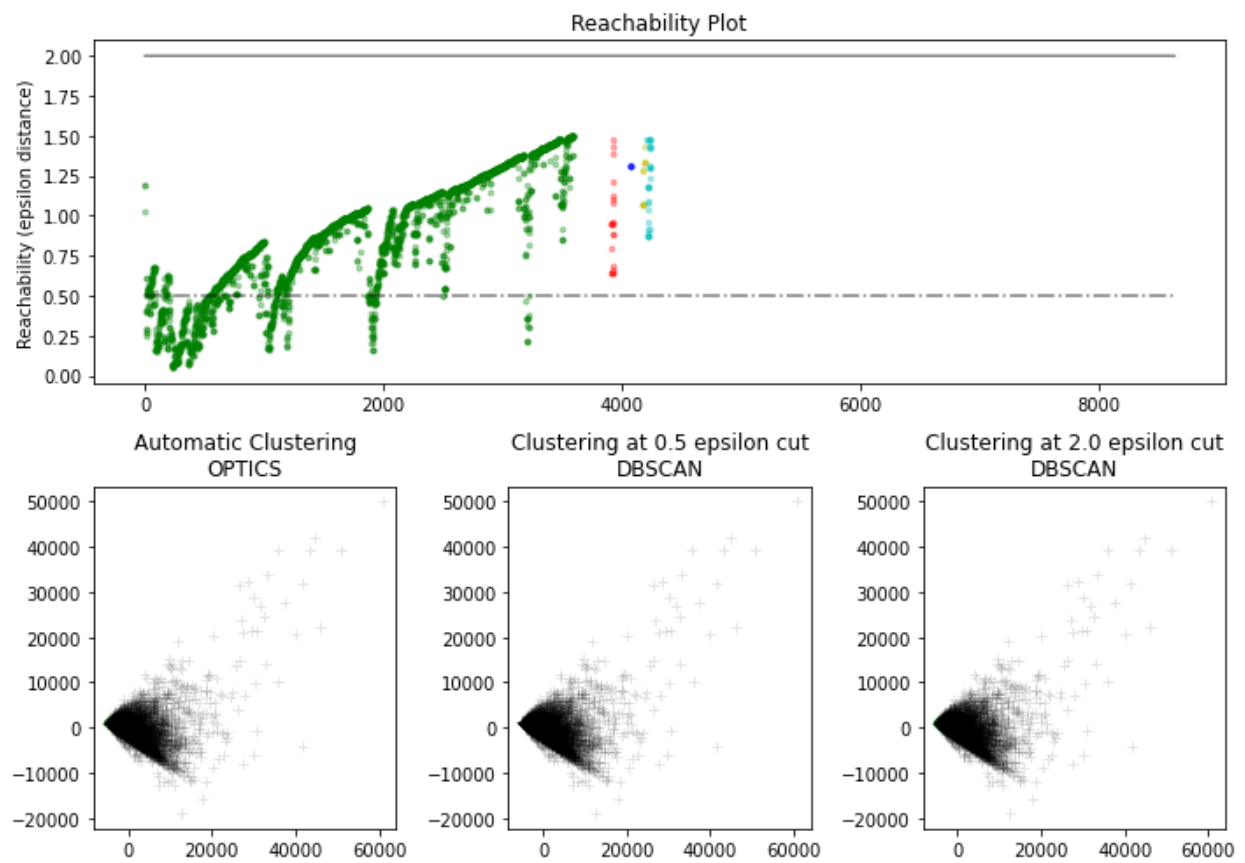 Reachability Plot
Reachability (epsilon distance)
2.00
1.75
1.50
1.25
1.00
0.75
0.50
0.25
0.00
0 2000 4000 6000 8000
Automatic Clustering
OPTICS
50000
40000
30000
20000
10000
0
−10000
−20000
0 20000 40000 60000
Clustering at 0.5 epsilon cut
DBSCAN
50000
40000
30000
20000
10000
0
−10000
−20000
0 20000 40000 60000
Clustering at 2.0 epsilon cut
DBSCAN
50000
40000
30000
20000
10000
0
−10000
−20000
0 20000 40000 60000